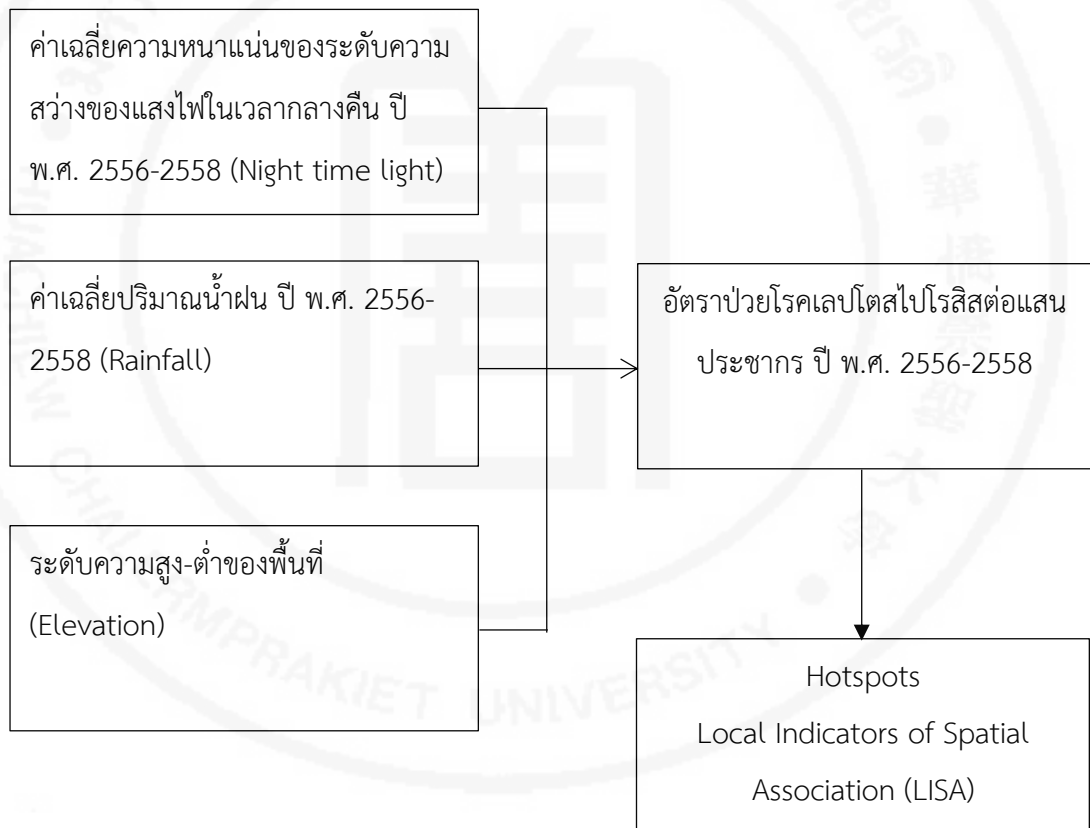 ค่าเฉลี่ยความหนาแน่นของระดับความ
สว่างของแสงไฟในเวลากลางคืน ปี
พ.ศ. 2556-2558 (Night time light)
ค่าเฉลี่ยปริมาณน้ำฝน ปี พ.ศ. 2556-
2558 (Rainfall)
ระดับความสูง-ต่ำของพื้นที่
(Elevation)
อัตราป่วยโรคเลปโตสไปโรสิสต่อแสน
ประชากร ปี พ.ศ. 2556-2558
Hotspots
Local Indicators of Spatial
Association (LISA)
CHALERMPRAKIET UNIVERSITY